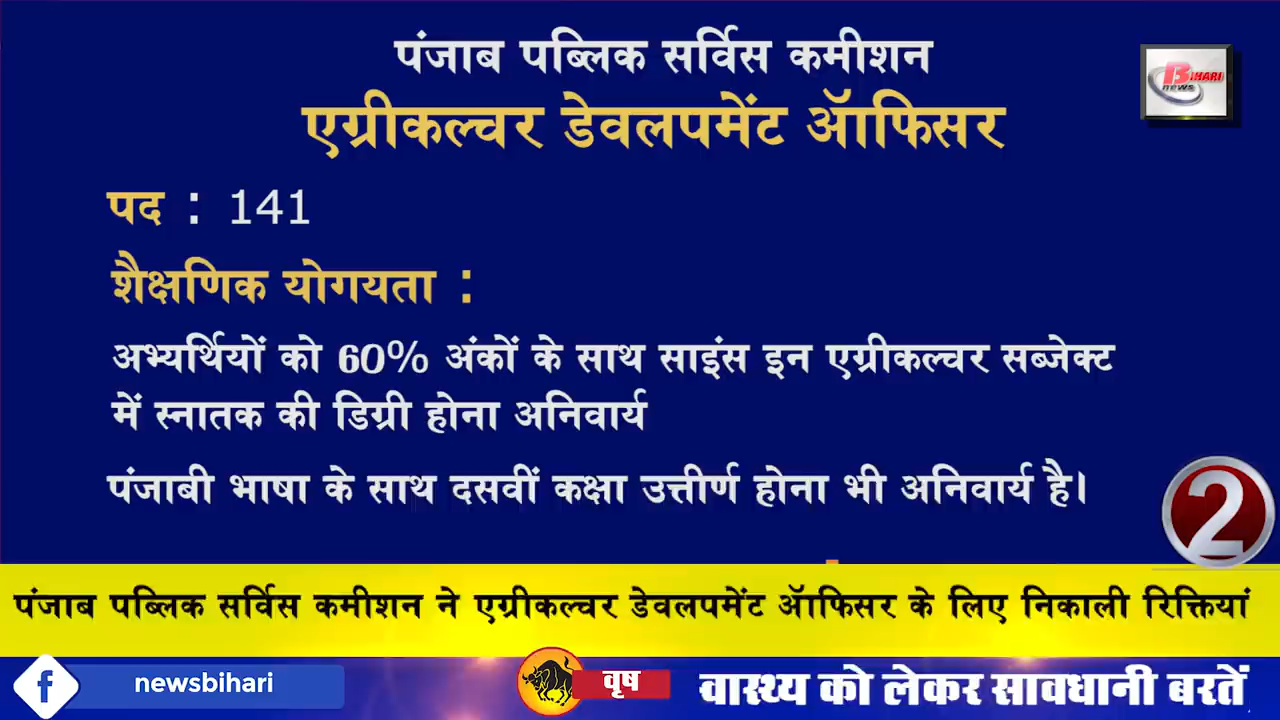 पंजाब पब्लिक सर्विस कमीशन
BIHARI
news
एग्रीकल्चर डेवलपमेंट ऑफिसर
पद : 141
शैक्षणिक योगयता :
अभ्यर्थियों को 60% अंकों के साथ साइंस इन एग्रीकल्चर सब्जेक्ट
में स्नातक की डिग्री होना अनिवार्य
पंजाबी भाषा के साथ दसवीं कक्षा उत्तीर्ण होना भी अनिवार्य है।
2
पंजाब पब्लिक सर्विस कमीशन ने एग्रीकल्चर डेवलपमेंट ऑफिसर के लिए निकाली रिक्तियां
f newsbihari वृष वास्थ्य को लेकर सावधानी बरतें